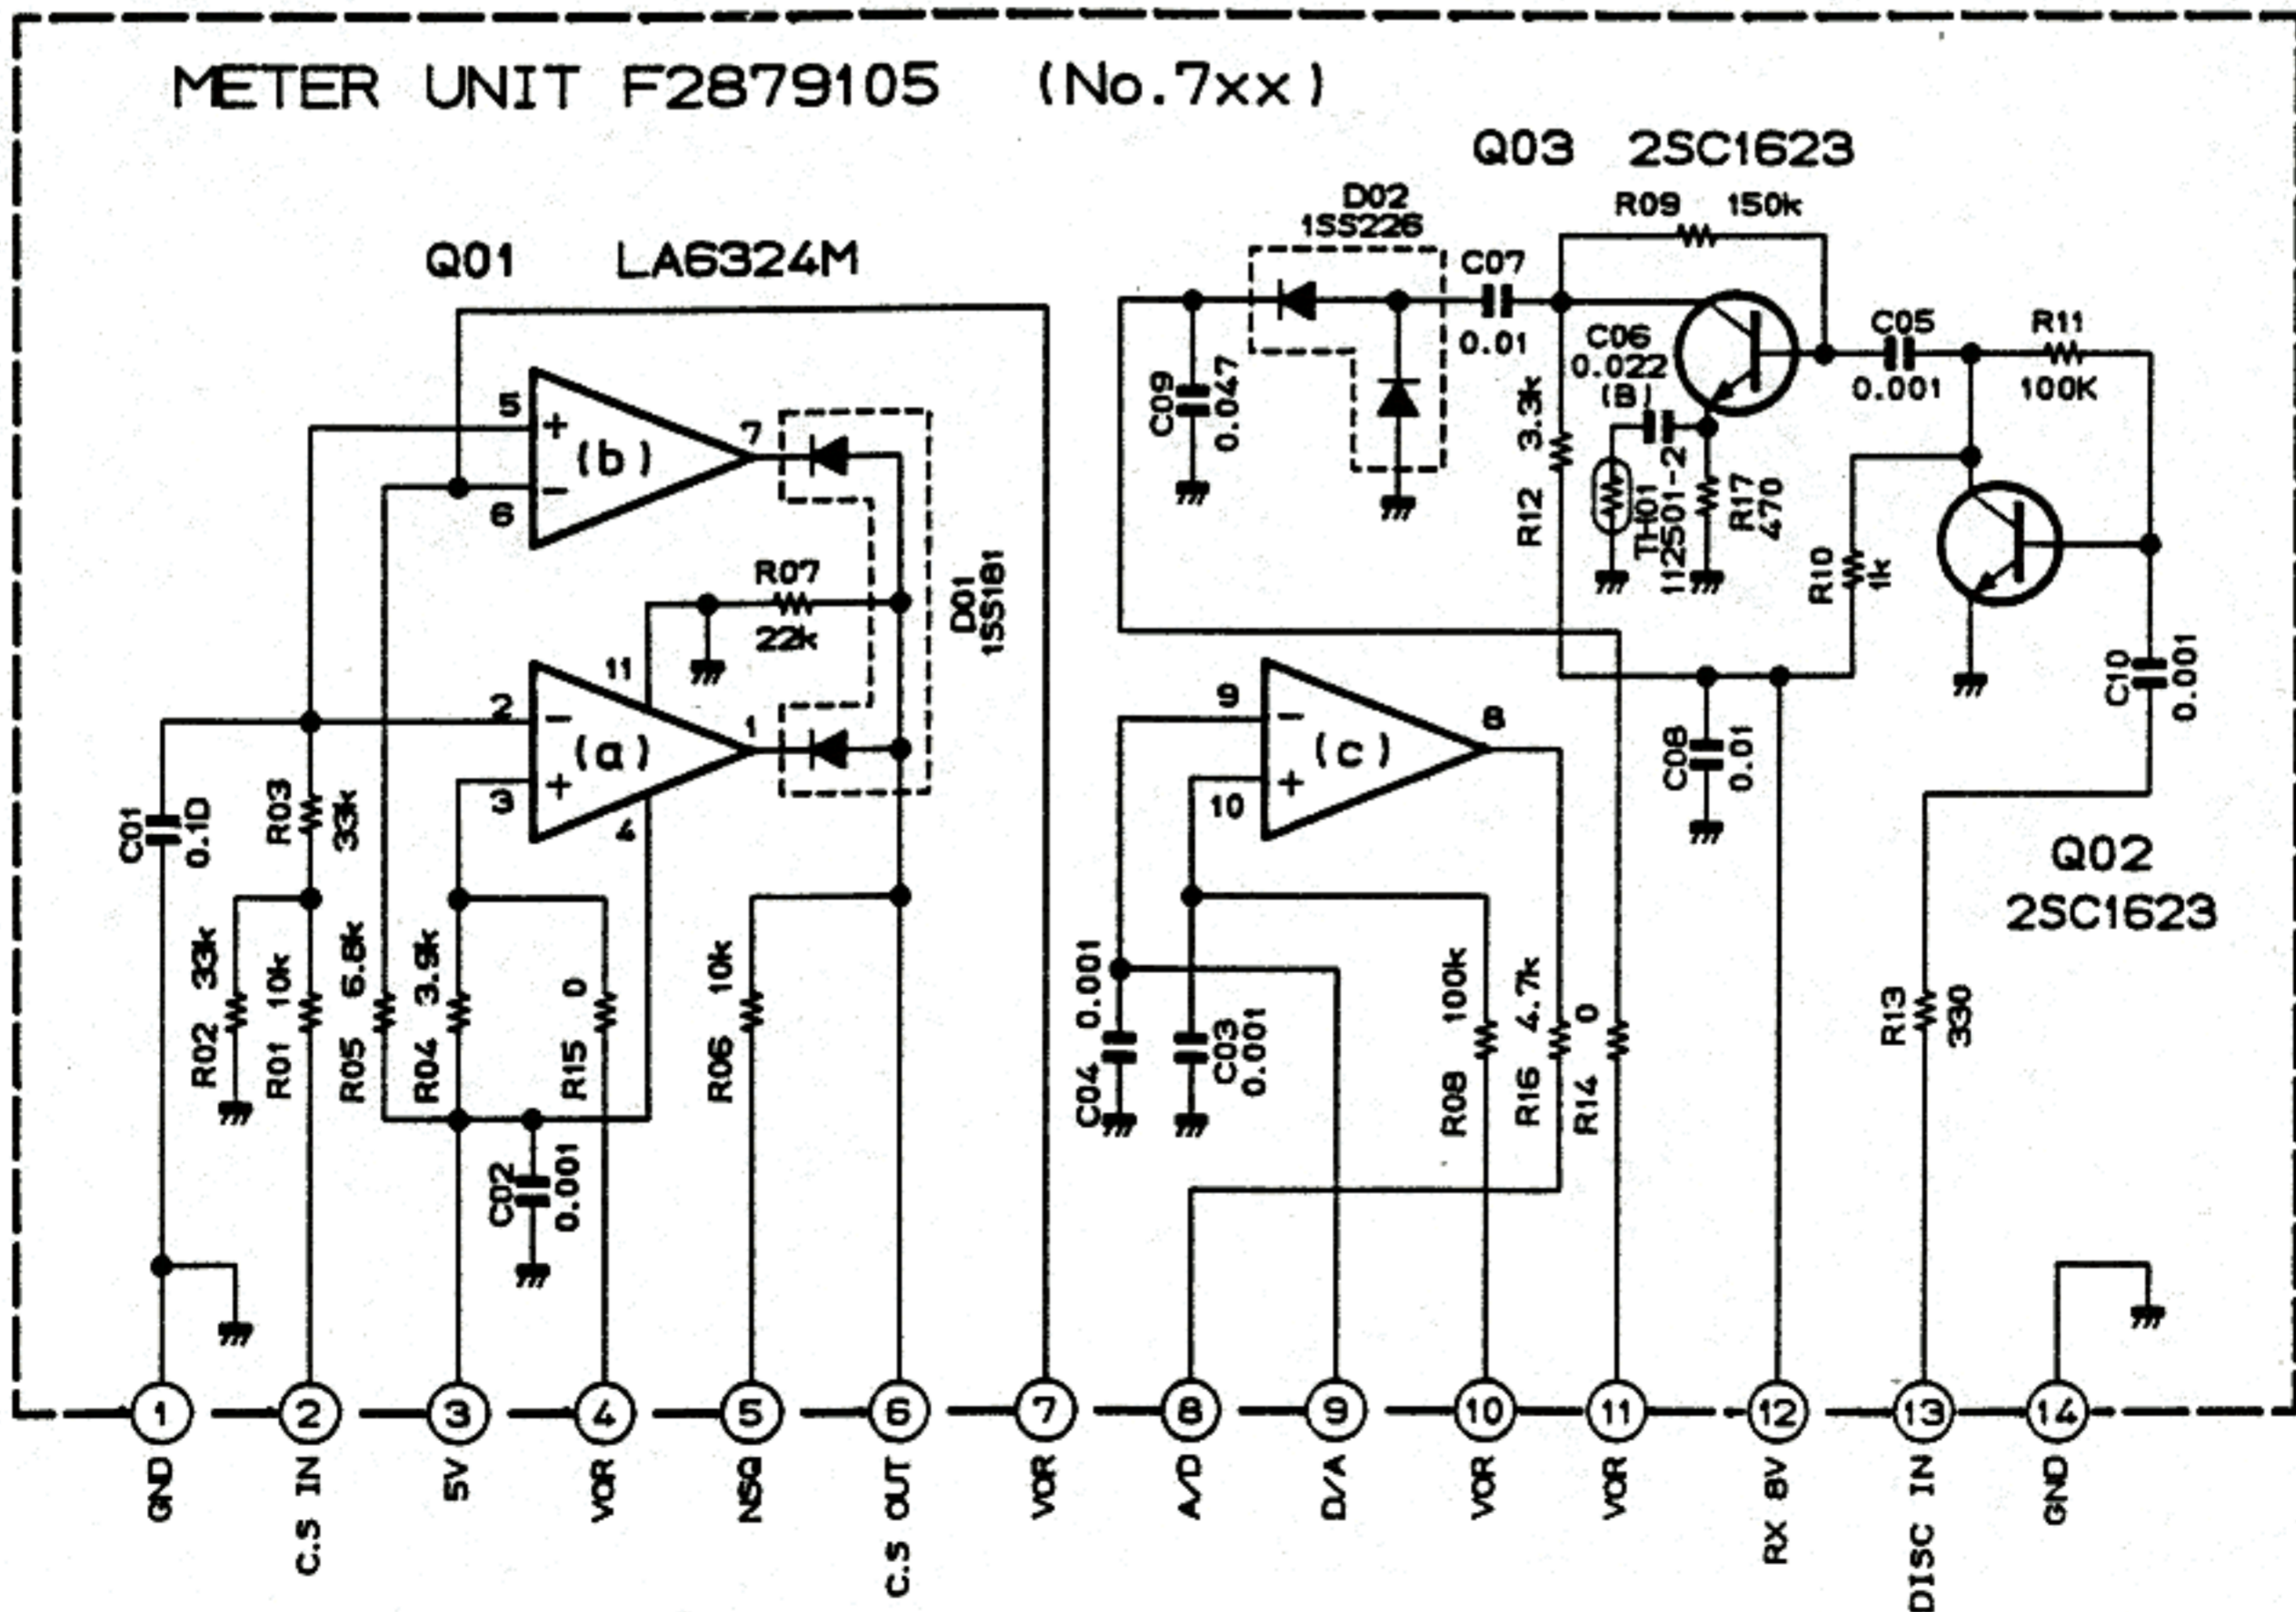 METER UNIT F2879105 (No.7xx)
Q03 2SC1623
D02
1SS226
R09 150k
Q01 LA6324M
C07
0.01
C06
0.022
(B)
C05
0.001
R11
100K
C09
0.047
R12 3.3k
TH01
112501-2
R17
470
R10
1k
5
+
(b)
7
6
−
D01
1SS181
R07
22k
11
2
−
(a)
1
3
+
4
9
−
(c)
8
10
+
C08
0.01
C10
0.001
Q02
2SC1623
C01
0.1D
R03
33k
R02 33k
R01 10k
R05 6.8k
R04 3.9k
R15 0
R06 10k
C02
0.001
C04 0.001
C03
0.001
R08 100k
R16 4.7k
R14 0
R13
330
1 2 3 4 5 6 7 8 9 10 11 12 13 14
GND
C.S IN
5V
VOR
NSQ
C.S OUT
VOR
A/D
D/A
VOR
VOR
RX 8V
DISC IN
GND